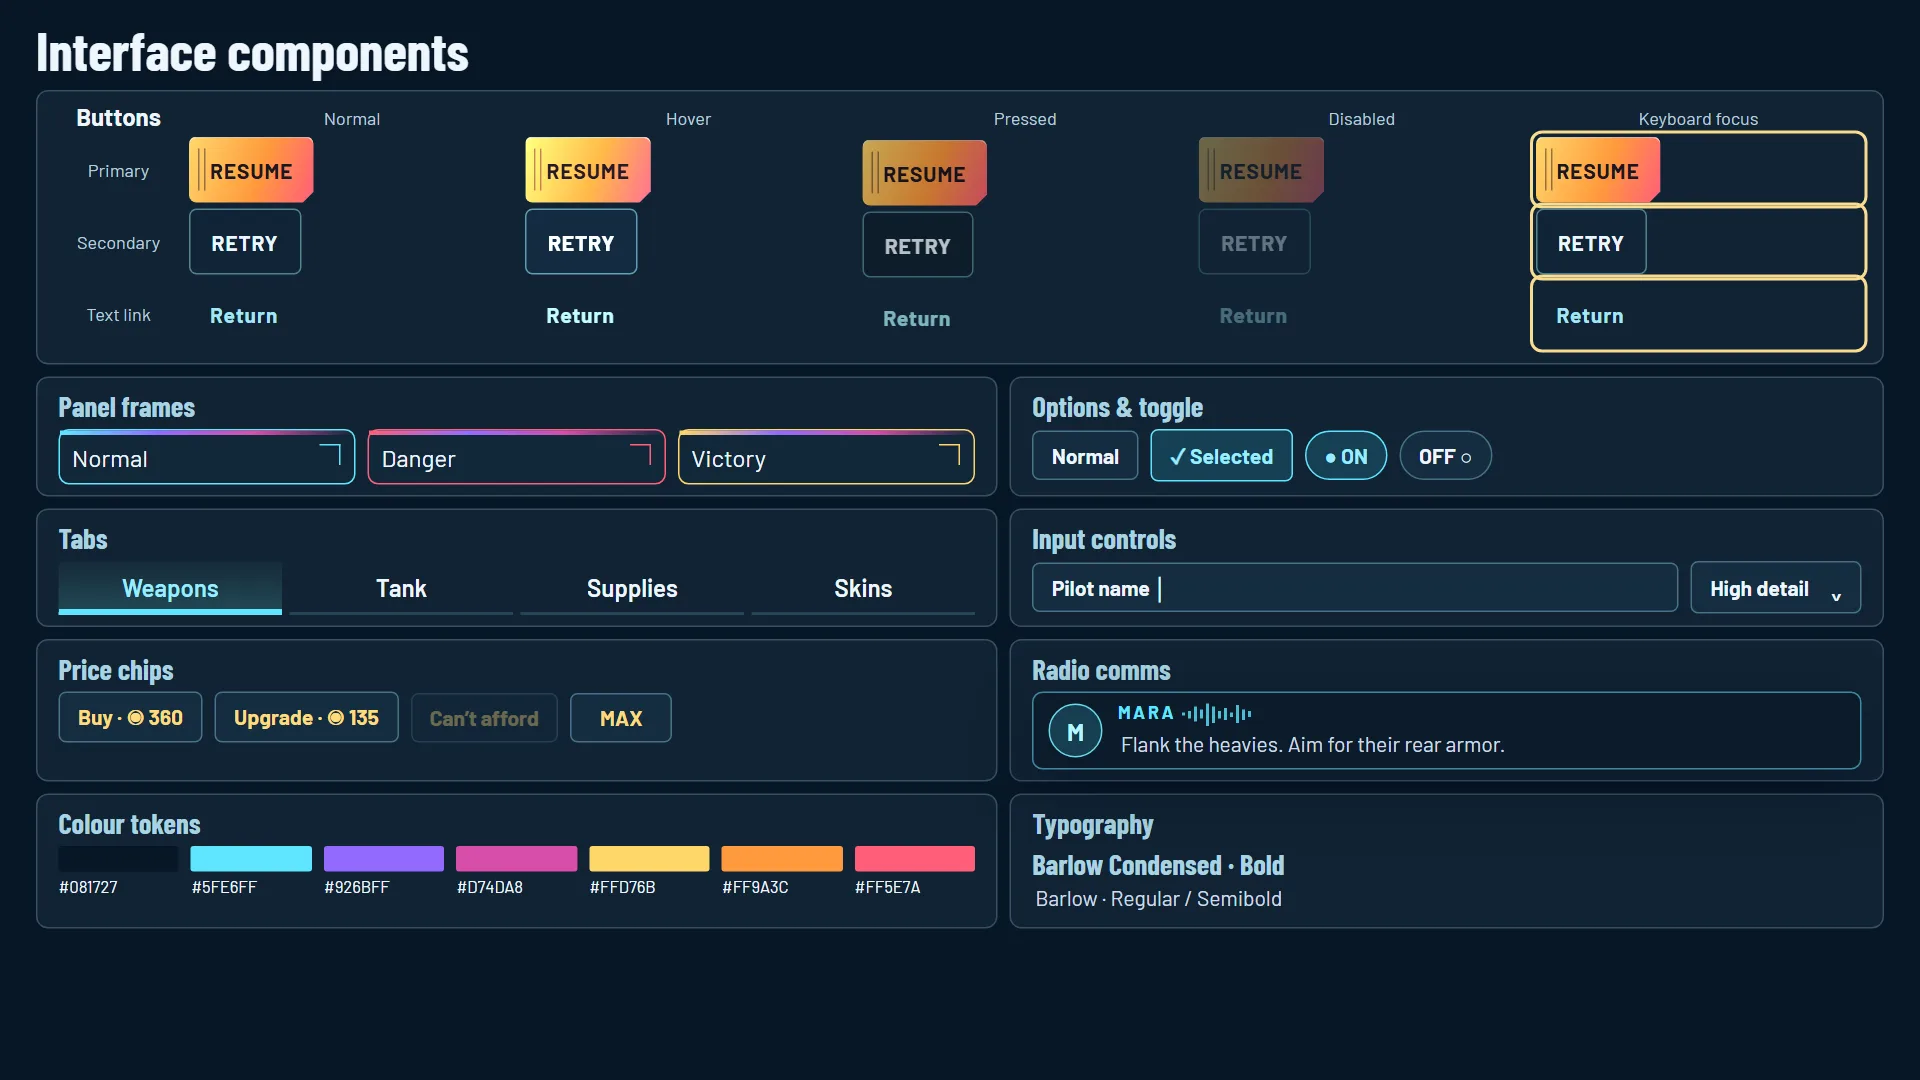 Interface components
Buttons Normal Hover Pressed Disabled Keyboard focus
Primary RESUME RESUME RESUME RESUME RESUME
Secondary RETRY RETRY RETRY RETRY RETRY
Text link Return Return Return Return Return
Panel frames
Normal Danger Victory
Options & toggle
Normal ✓ Selected ● ON OFF ○
Tabs
Weapons Tank Supplies Skins
Input controls
Pilot name | High detail v
Price chips
Buy · ◉ 360 Upgrade · ◉ 135 Can’t afford MAX
Radio comms
M MARA
Flank the heavies. Aim for their rear armor.
Colour tokens
#081727 #5FE6FF #926BFF #D74DA8 #FFD76B #FF9A3C #FF5E7A
Typography
Barlow Condensed · Bold
Barlow · Regular / Semibold